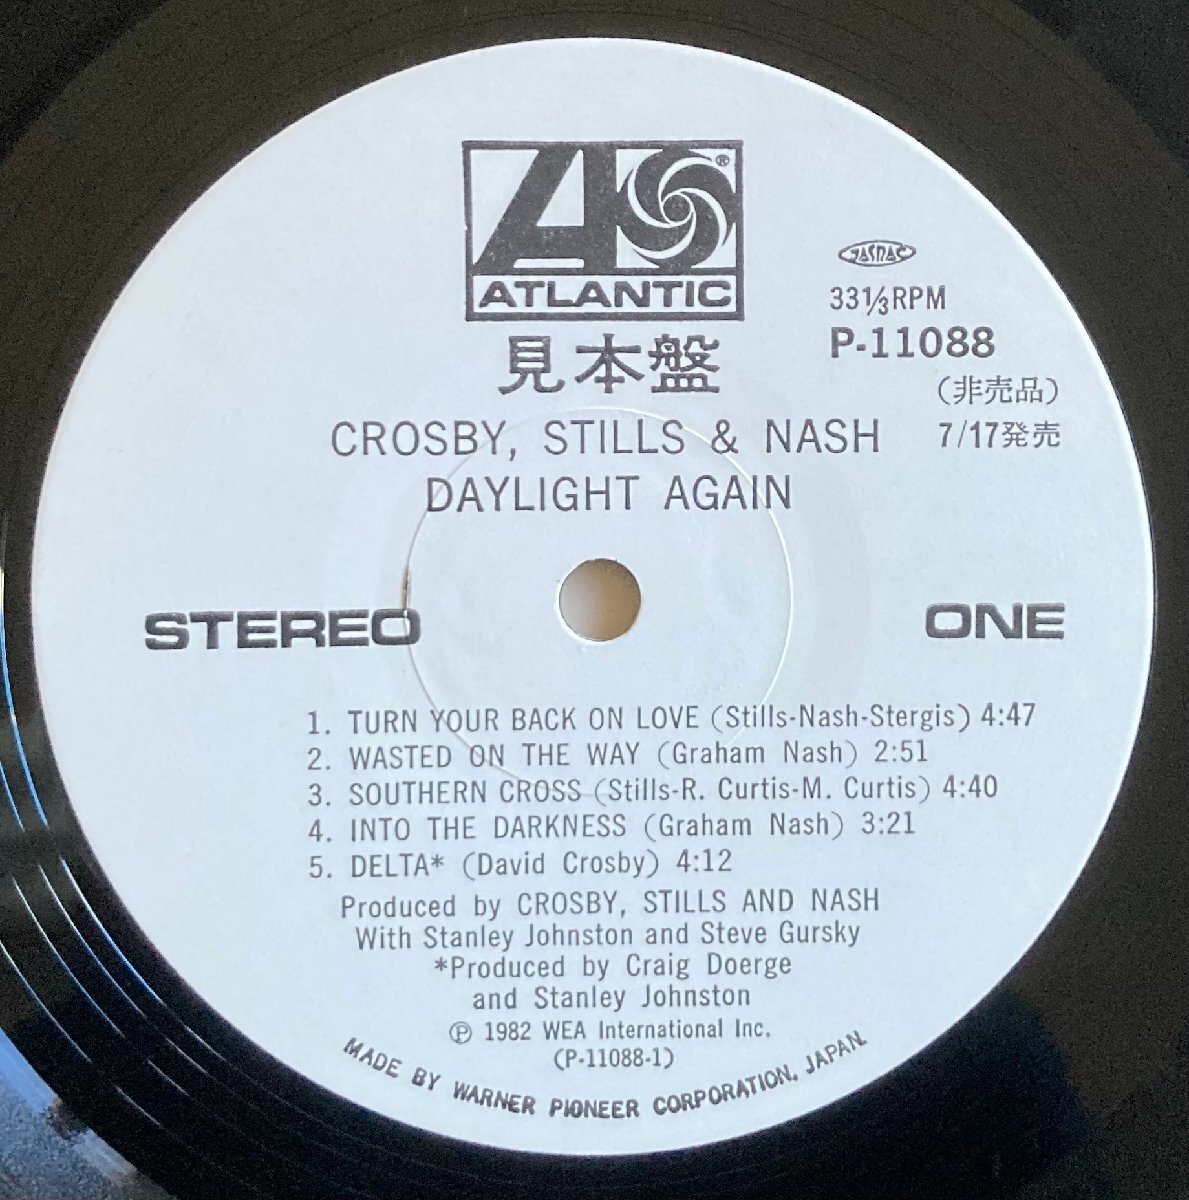 ATLANTIC
®
JASRAC
33⅓RPM
P-11088
見本盤
(非売品)
CROSBY, STILLS & NASH
7/17発売
DAYLIGHT AGAIN
STEREO
ONE
1. TURN YOUR BACK ON LOVE (Stills-Nash-Stergis) 4:47
2. WASTED ON THE WAY (Graham Nash) 2:51
3. SOUTHERN CROSS (Stills-R. Curtis-M. Curtis) 4:40
4. INTO THE DARKNESS (Graham Nash) 3:21
5. DELTA* (David Crosby) 4:12
Produced by CROSBY, STILLS AND NASH
With Stanley Johnston and Steve Gursky
*Produced by Craig Doerge
and Stanley Johnston
℗ 1982 WEA International Inc.
(P-11088-1)
MADE BY WARNER PIONEER CORPORATION, JAPAN.